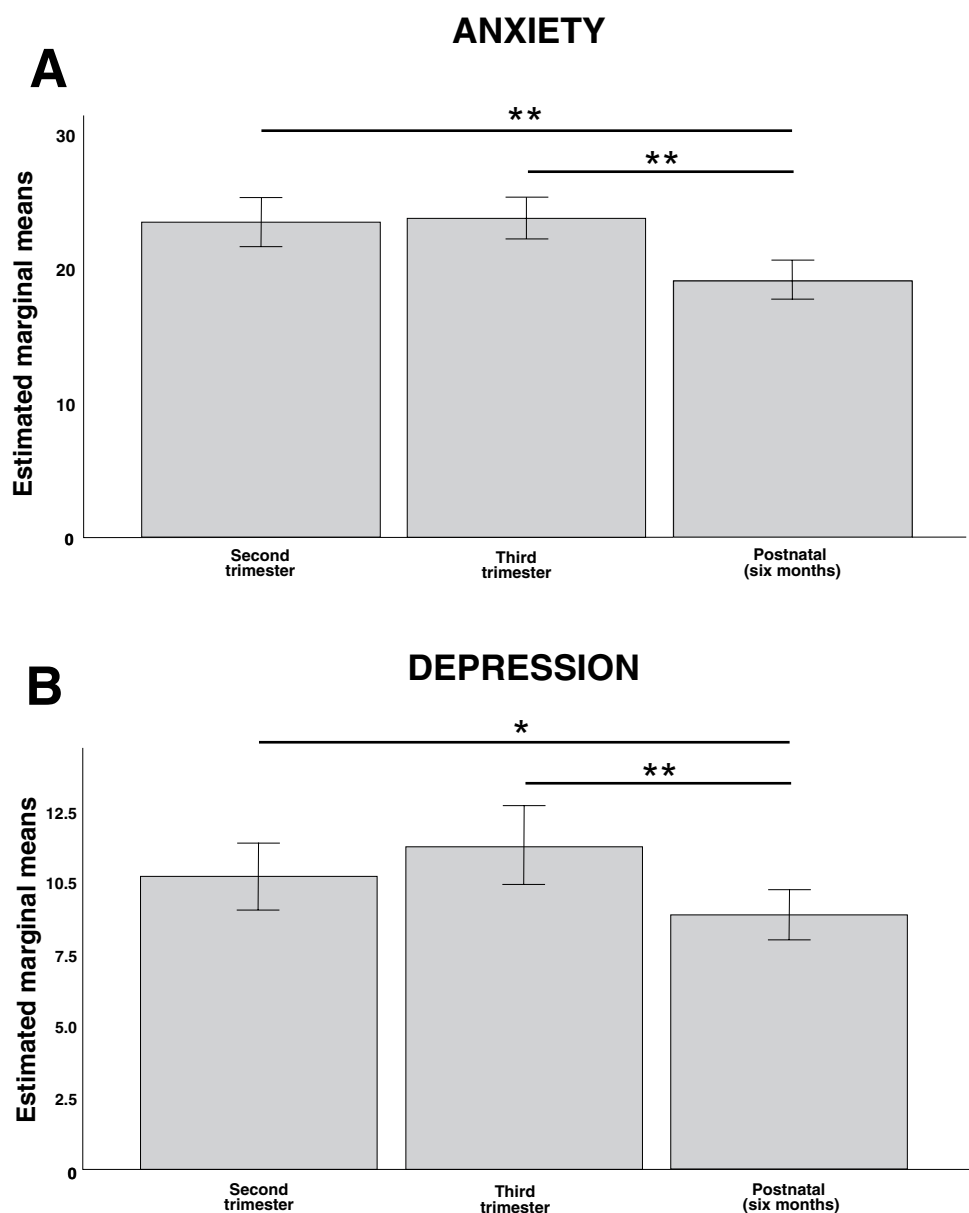 ANXIETY
A
**
**
30
20
10
0
Estimated marginal means
Second
trimester
Third
trimester
Postnatal
(six months)
DEPRESSION
B
*
**
12.5
10.5
7.5
5.0
2.5
0
Estimated marginal means
Second
trimester
Third
trimester
Postnatal
(six months)